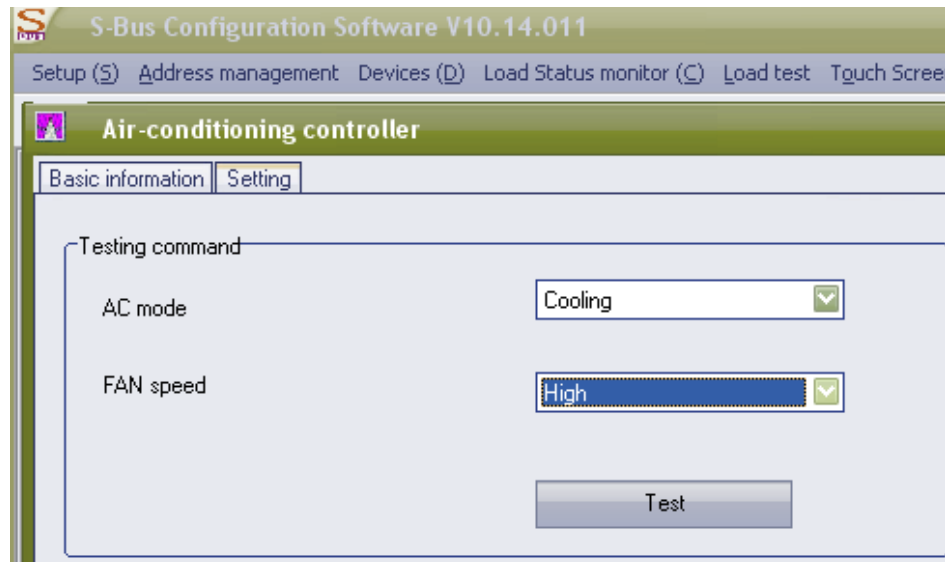 S-Bus Configuration Software V10.14.011
Setup (S) Address management Devices (D) Load Status monitor (C) Load test Touch Scree
Air-conditioning controller
Basic information Setting
Testing command
AC mode Cooling
FAN speed High
Test